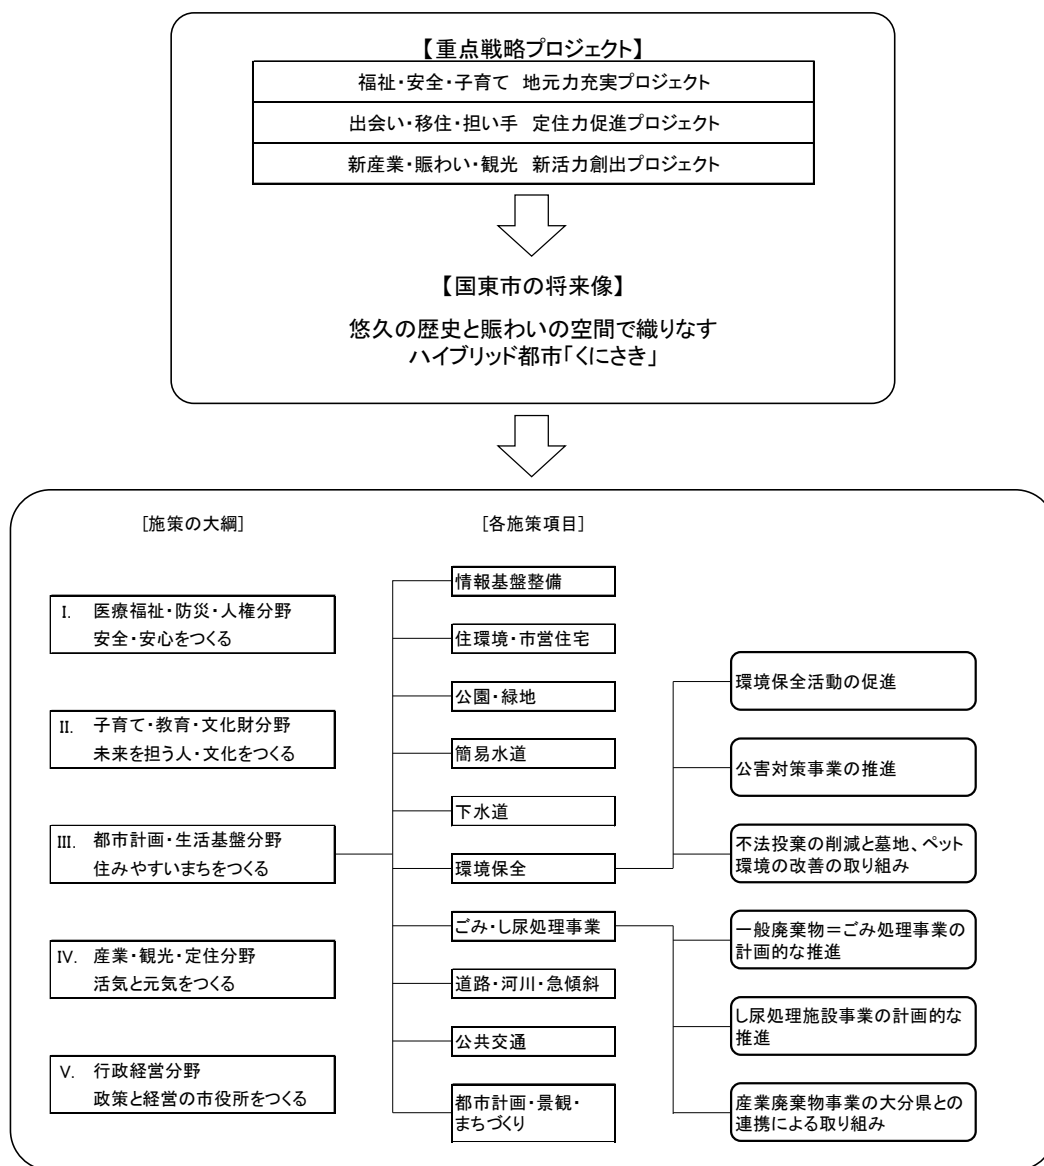 【重点戦略プロジェクト】
福祉・安全・子育て 地元力充実プロジェクト
出会い・移住・担い手 定住力促進プロジェクト
新産業・賑わい・観光 新活力創出プロジェクト
【国東市の将来像】
悠久の歴史と賑わいの空間で織りなす
ハイブリッド都市「くにさき」
[施策の大綱]
I. 医療福祉・防災・人権分野
安全・安心をつくる
II. 子育て・教育・文化財分野
未来を担う人・文化をつくる
III. 都市計画・生活基盤分野
住みやすいまちをつくる
IV. 産業・観光・定住分野
活気と元気をつくる
V. 行政経営分野
政策と経営の市役所をつくる
[各施策項目]
情報基盤整備
住環境・市営住宅
公園・緑地
簡易水道
下水道
環境保全
ごみ・し尿処理事業
道路・河川・急傾斜
公共交通
都市計画・景観・
まちづくり
環境保全活動の促進
公害対策事業の推進
不法投棄の削減と墓地、ペット
環境の改善の取り組み
一般廃棄物＝ごみ処理事業の
計画的な推進
し尿処理施設事業の計画的な
推進
産業廃棄物事業の大分県との
連携による取り組み